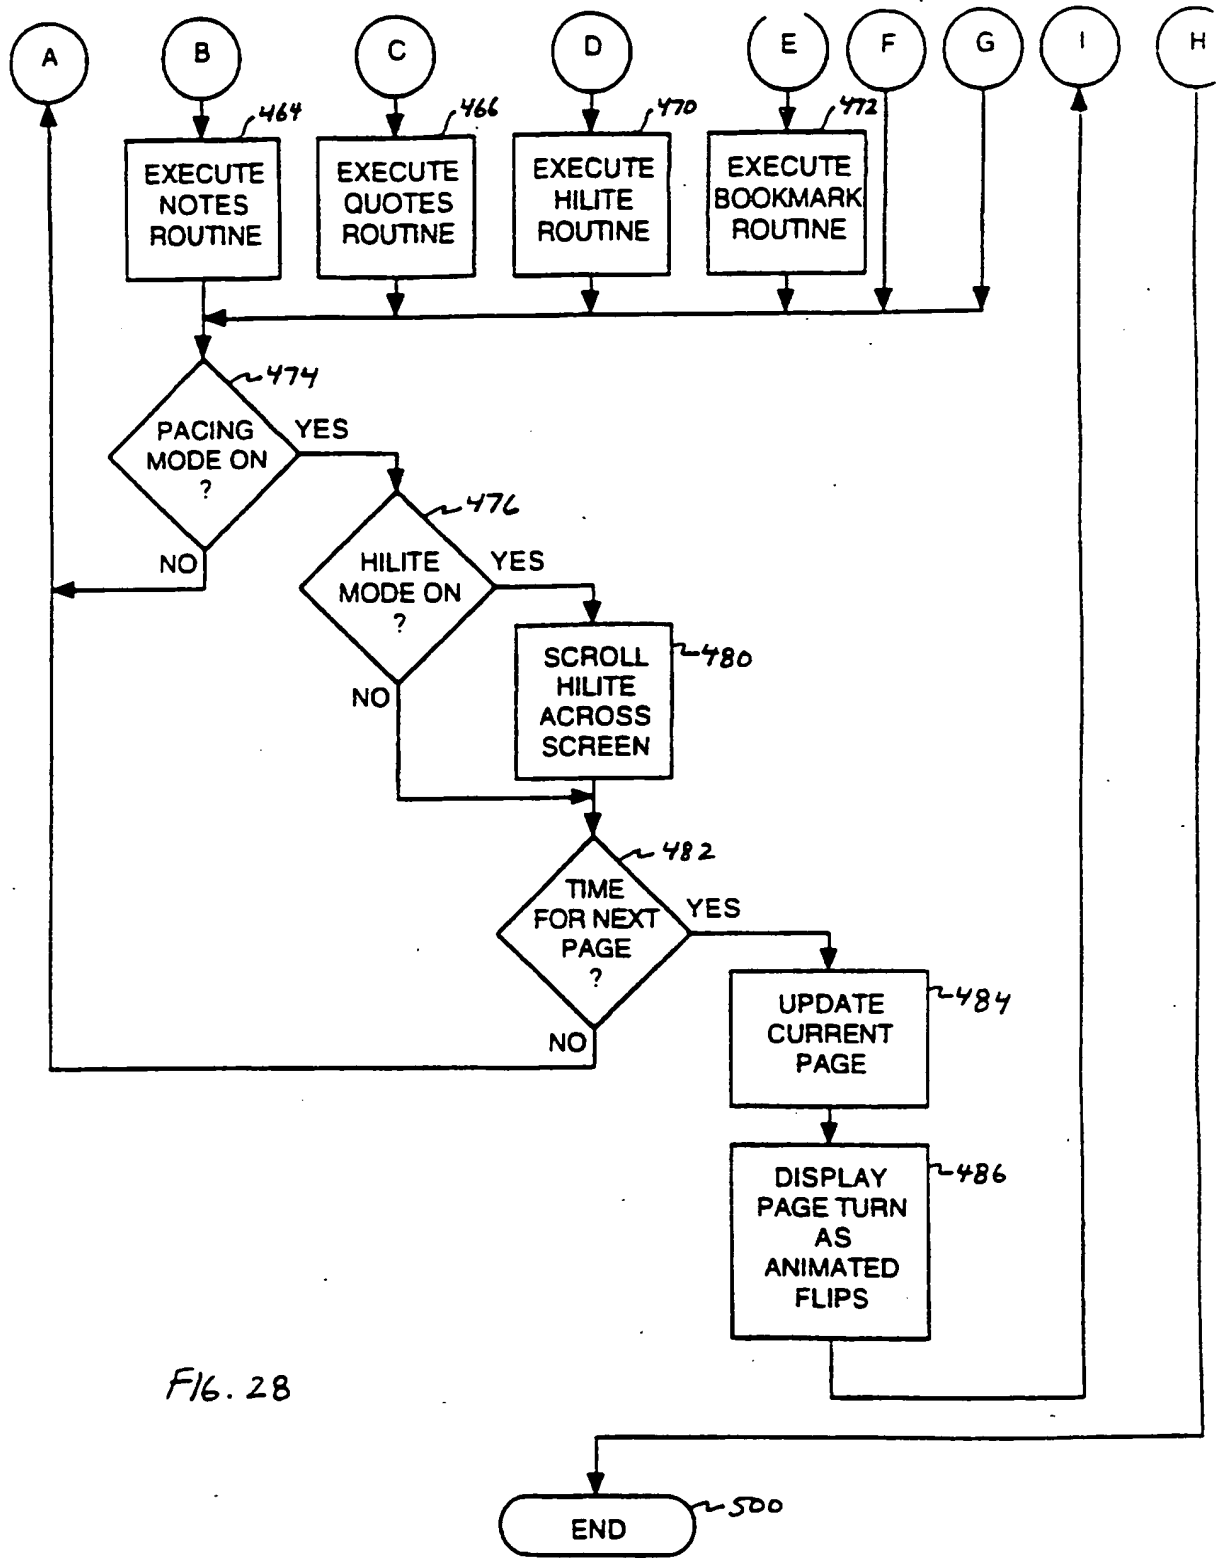 A
B
C
D
E
F
G
I
H
464
466
470
472
EXECUTE
NOTES
ROUTINE
EXECUTE
QUOTES
ROUTINE
EXECUTE
HILITE
ROUTINE
EXECUTE
BOOKMARK
ROUTINE
474
PACING
MODE ON
?
YES
NO
476
HILITE
MODE ON
?
YES
NO
480
SCROLL
HILITE
ACROSS
SCREEN
482
TIME
FOR NEXT
PAGE
?
YES
NO
484
UPDATE
CURRENT
PAGE
486
DISPLAY
PAGE TURN
AS
ANIMATED
FLIPS
FIG. 28
500
END